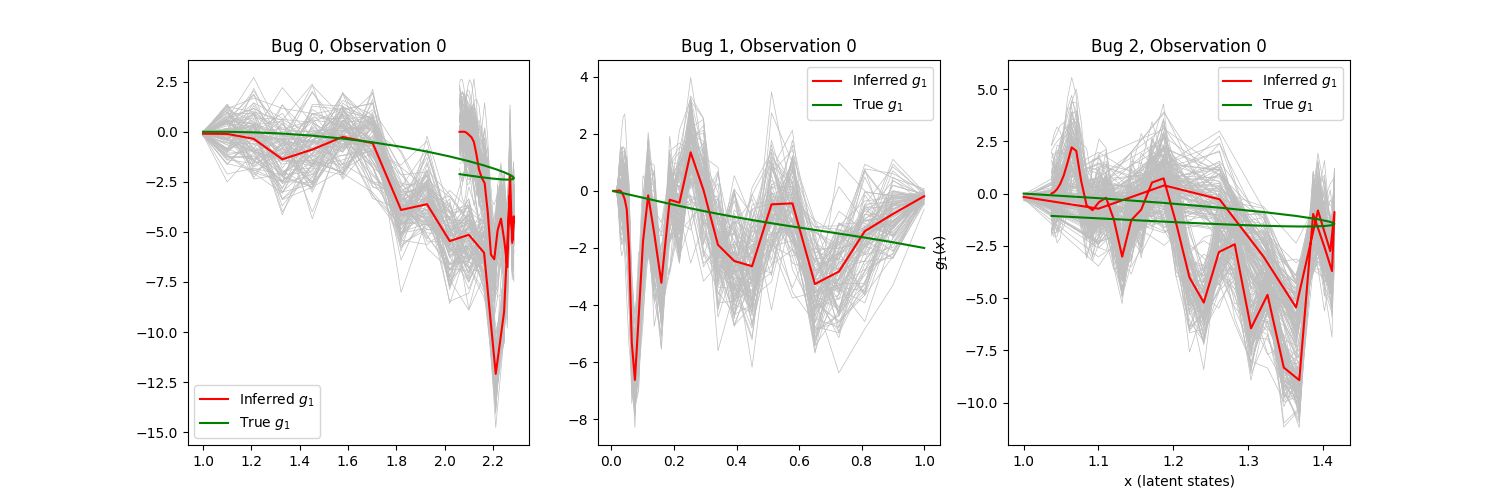 Bug 0, Observation 0
2.5
0.0
−2.5
−5.0
−7.5
−10.0
−12.5
−15.0
1.0 1.2 1.4 1.6 1.8 2.0 2.2
Inferred g₁
True g₁
Bug 1, Observation 0
4
2
0
−2
−4
−6
−8
0.0 0.2 0.4 0.6 0.8 1.0
Inferred g₁
True g₁
Bug 2, Observation 0
g₁(x)
5.0
2.5
0.0
−2.5
−5.0
−7.5
−10.0
1.0 1.1 1.2 1.3 1.4
x (latent states)
Inferred g₁
True g₁